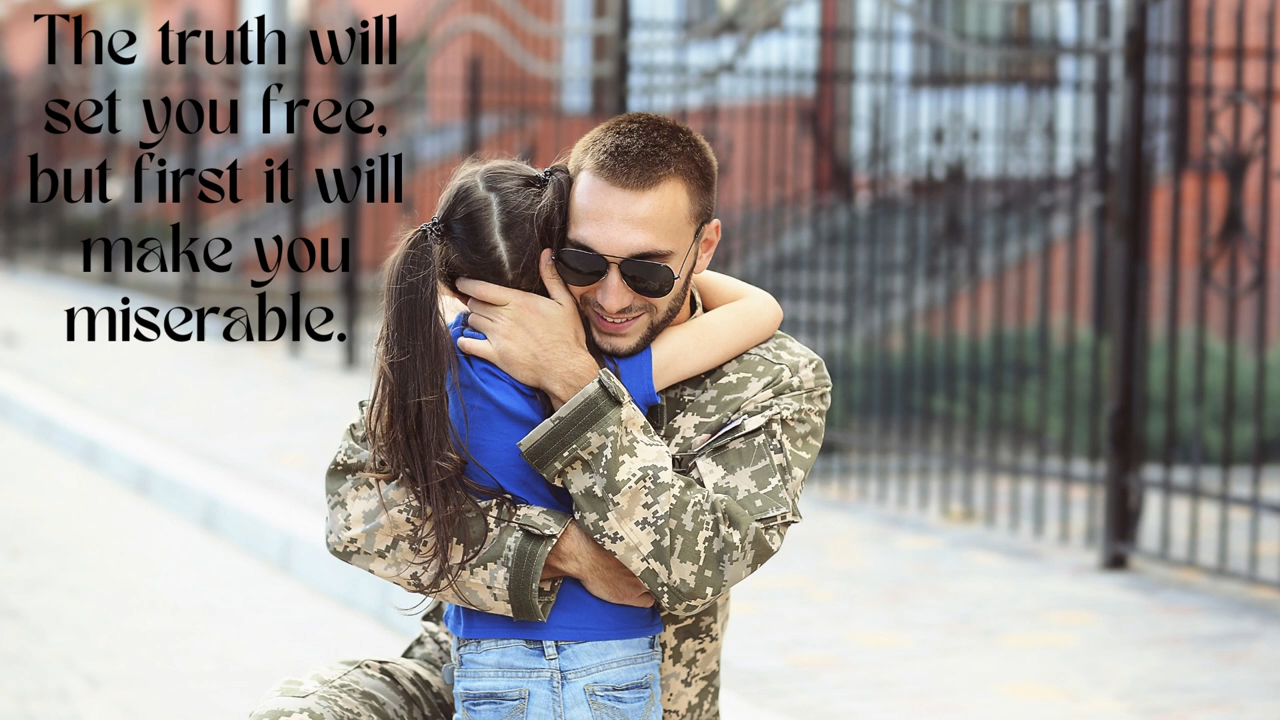 The truth will
set you free,
but first it will
make you
miserable.